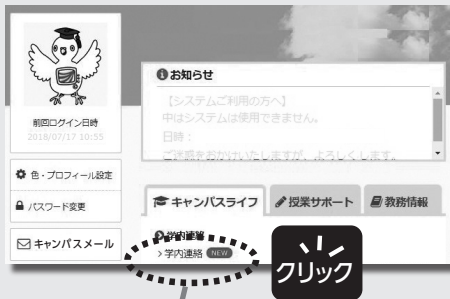 前回ログイン日時
2018/07/17 10:55
色・プロフィール設定
パスワード変更
キャンパスメール
お知らせ
【システムご利用の方へ】
中はシステムは使用できません。
日時：
ご迷惑をおかけいたしますが、よろしくします。
キャンパスライフ
授業サポート
教務情報
学内連絡
学内連絡 NEW
クリック